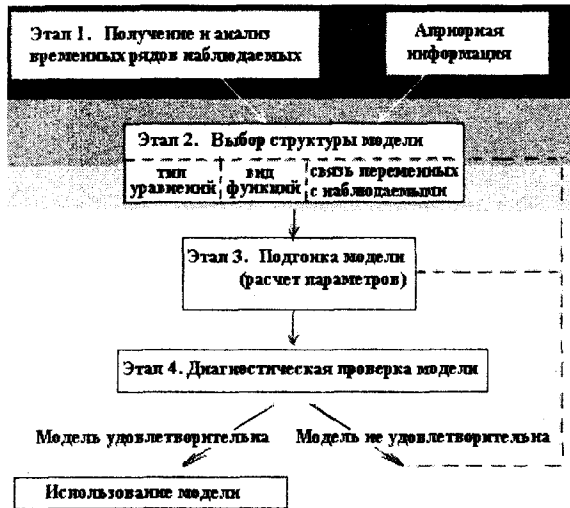 Этап 1. Получение и анализ
временных рядов наблюдаемых
Априорная
информация
Этап 2. Выбор структуры модели
тип
уравнений
вид
функций
связь переменных
с наблюдаемыми
Этап 3. Подгонка модели
(расчет параметров)
Этап 4. Диагностическая проверка модели
Модель удовлетворительна
Модель не удовлетворительна
Использование модели